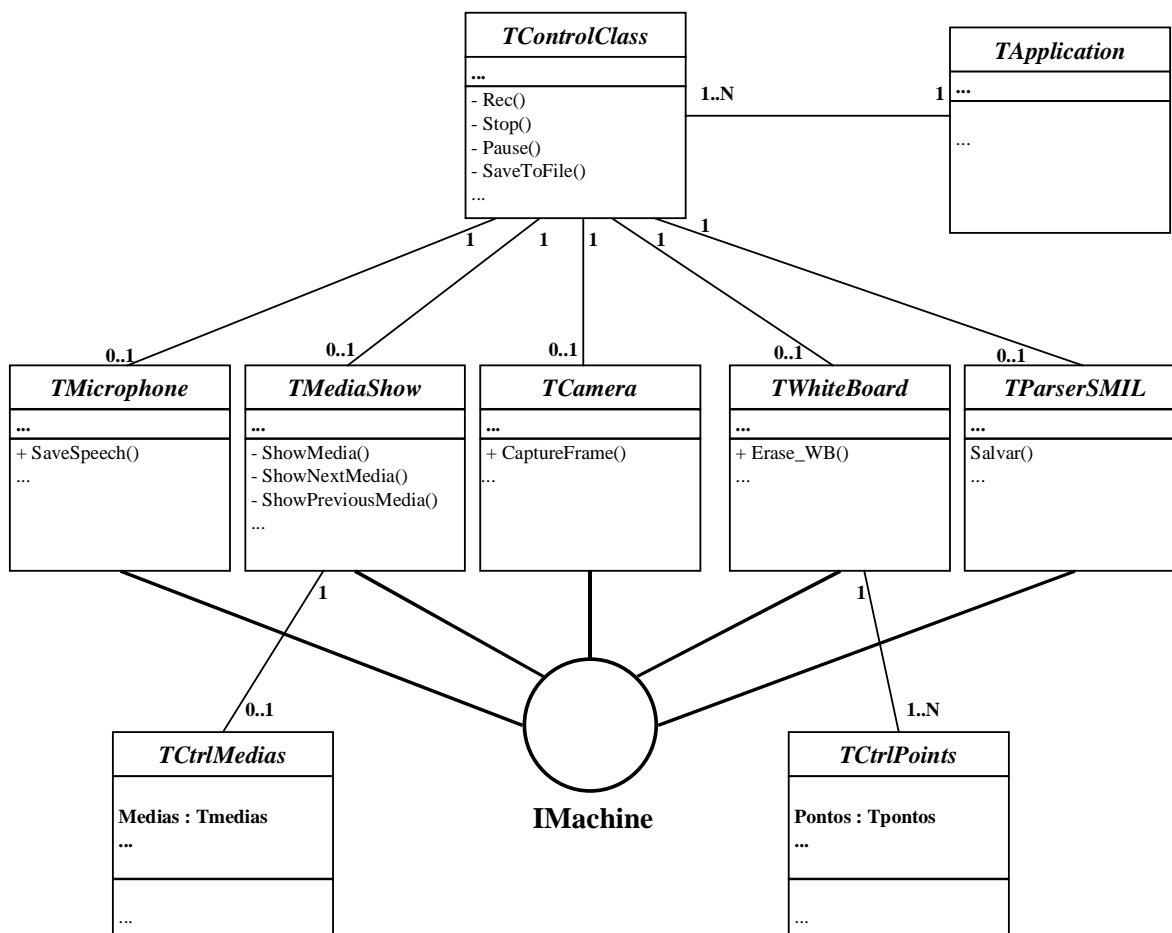 TControlClass
...
- Rec()
- Stop()
- Pause()
- SaveToFile()
...
TApplication
...
...
1..N
1
1
1
1
1
1
0..1
0..1
0..1
0..1
0..1
TMicrophone
...
+ SaveSpeech()
...
TMediaShow
...
- ShowMedia()
- ShowNextMedia()
- ShowPreviousMedia()
...
TCamera
...
+ CaptureFrame()
...
TWhiteBoard
...
+ Erase_WB()
...
TParserSMIL
...
Salvar()
...
1
1
0..1
1..N
TCtrlMedias
Medias : Tmedias
...
...
IMachine
TCtrlPoints
Pontos : Tpontos
...
...